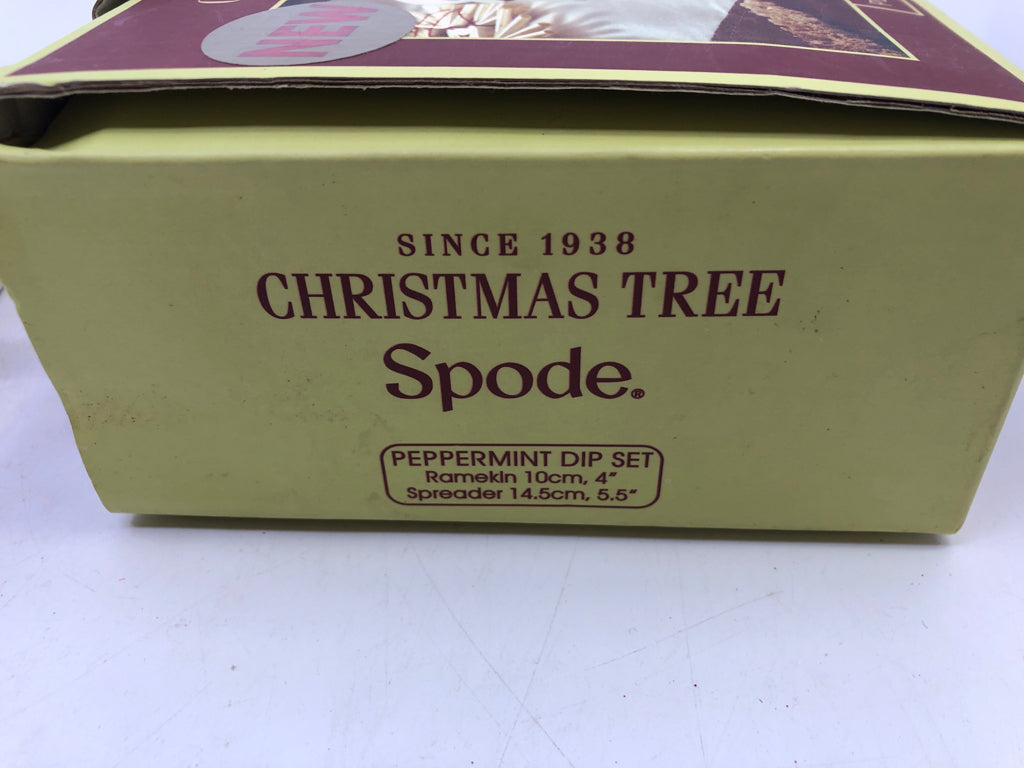 NEW
SINCE 1938
CHRISTMAS TREE
Spode®
PEPPERMINT DIP SET
Ramekin 10cm, 4"
Spreader 14.5cm, 5.5"